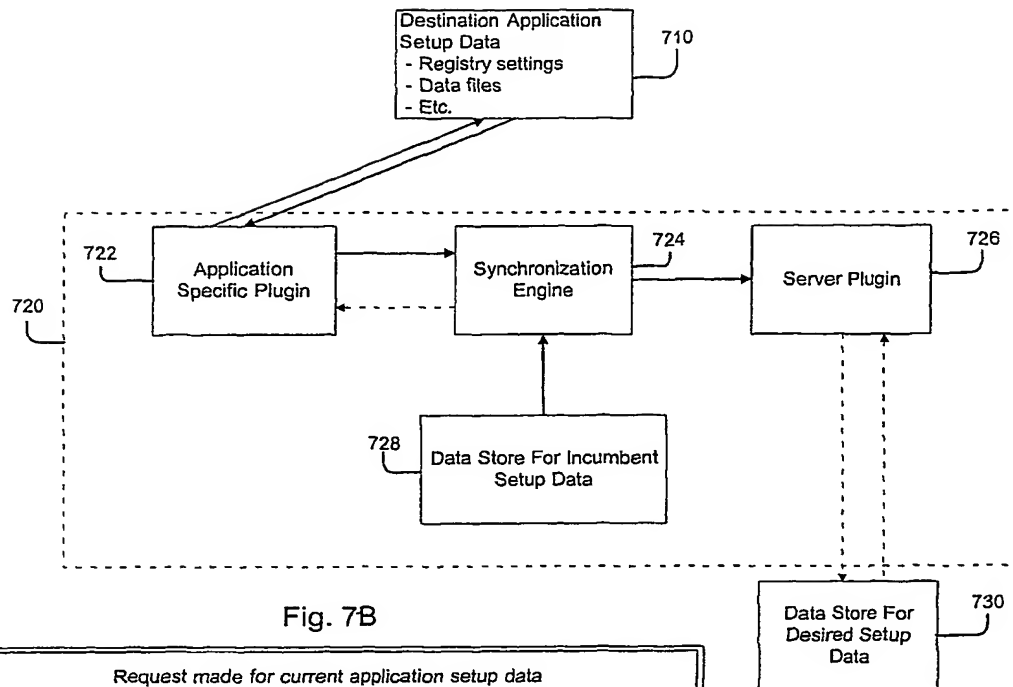 Destination Application
Setup Data
- Registry settings
- Data files
- Etc.
710
722
Application
Specific Plugin
Synchronization
Engine
724
Server Plugin
726
720
728
Data Store For Incumbent
Setup Data
Fig. 7B
Data Store For
Desired Setup
Data
730
Request made for current application setup data